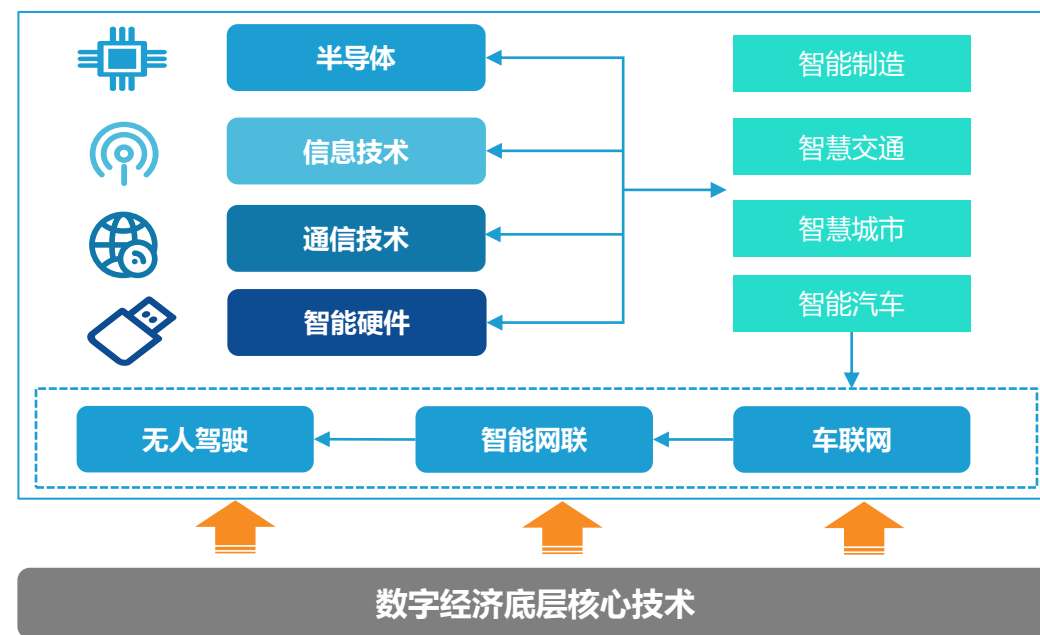 半导体
信息技术
通信技术
智能硬件
智能制造
智慧交通
智慧城市
智能汽车
无人驾驶
智能网联
车联网
数字经济底层核心技术